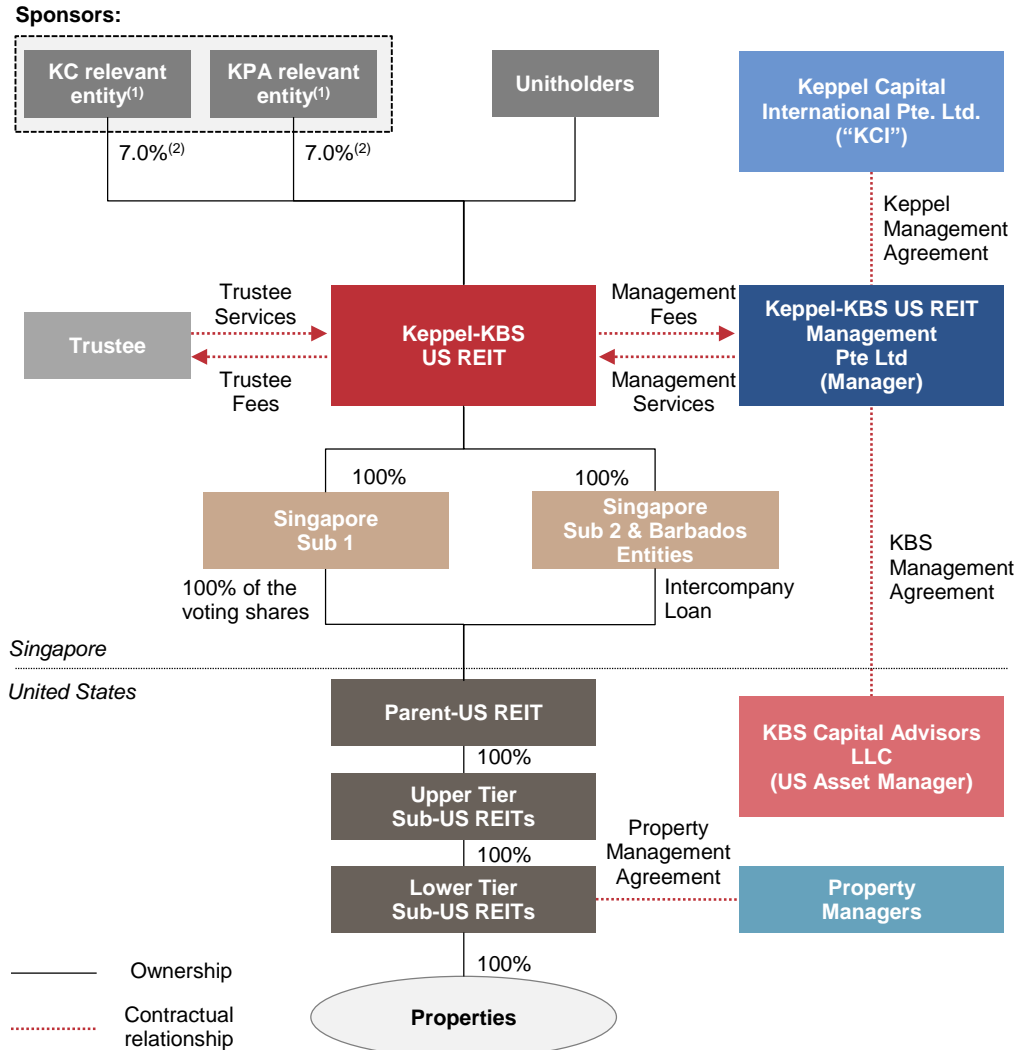 Sponsors:
KC relevant
entity(1)
KPA relevant
entity(1)
Unitholders
Keppel Capital
International Pte. Ltd.
(“KCI”)
7.0%(2)
7.0%(2)
Keppel
Management
Agreement
Trustee
Trustee
Services
Trustee
Fees
Keppel-KBS
US REIT
Management
Fees
Management
Services
Keppel-KBS US REIT
Management
Pte Ltd
(Manager)
100%
100%
Singapore
Sub 1
Singapore
Sub 2 & Barbados
Entities
KBS
Management
Agreement
100% of the
voting shares
Intercompany
Loan
Singapore
United States
Parent-US REIT
KBS Capital Advisors
LLC
(US Asset Manager)
100%
Upper Tier
Sub-US REITs
100%
Property
Management
Agreement
Lower Tier
Sub-US REITs
Property
Managers
100%
Ownership
Properties
Contractual
relationship